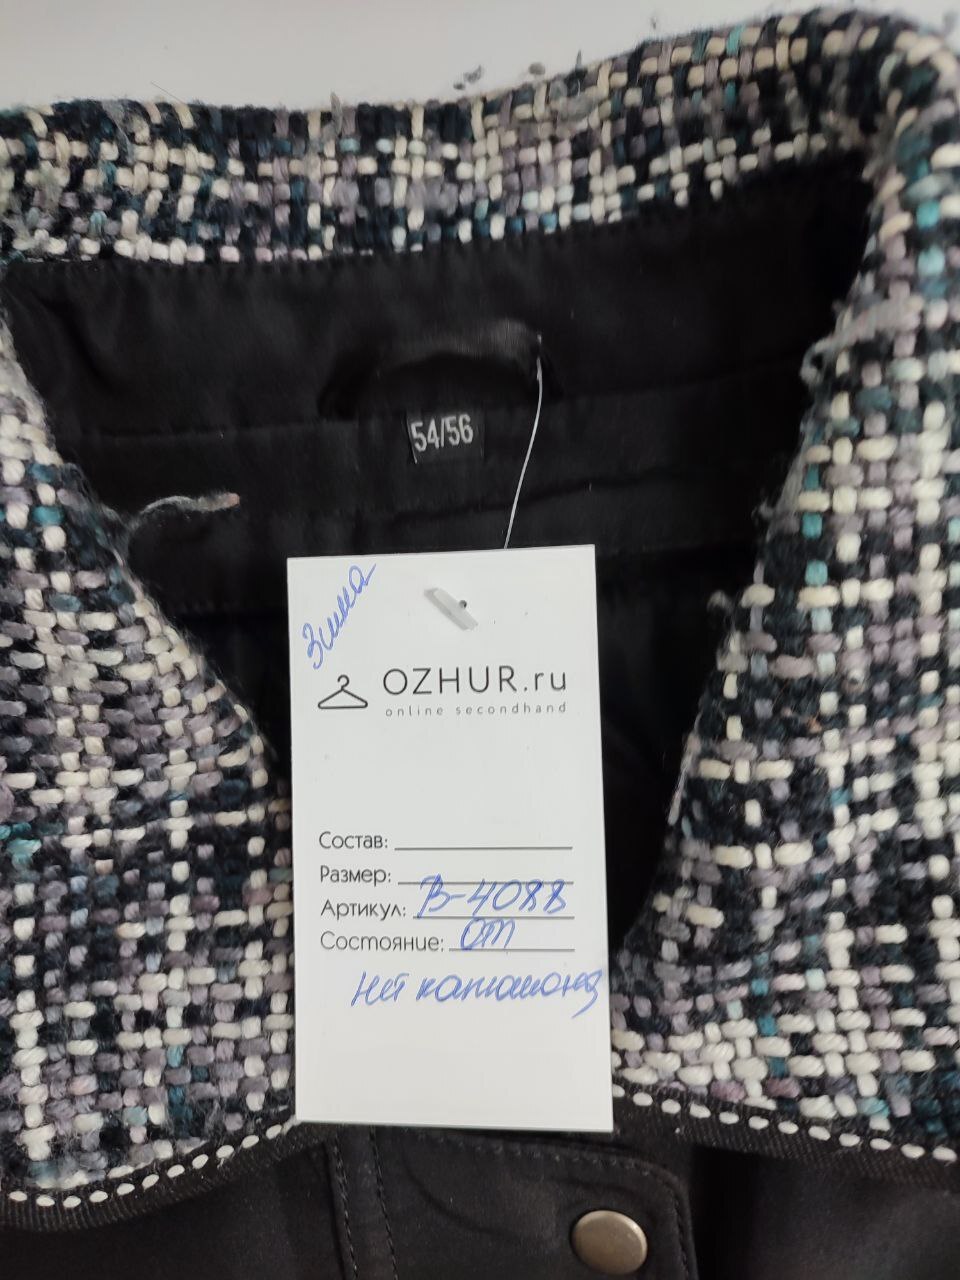 54/56
Зима
OZHUR.ru
online secondhand
Состав:
Размер:
Артикул: В-4088
Состояние: от
нет капюшона